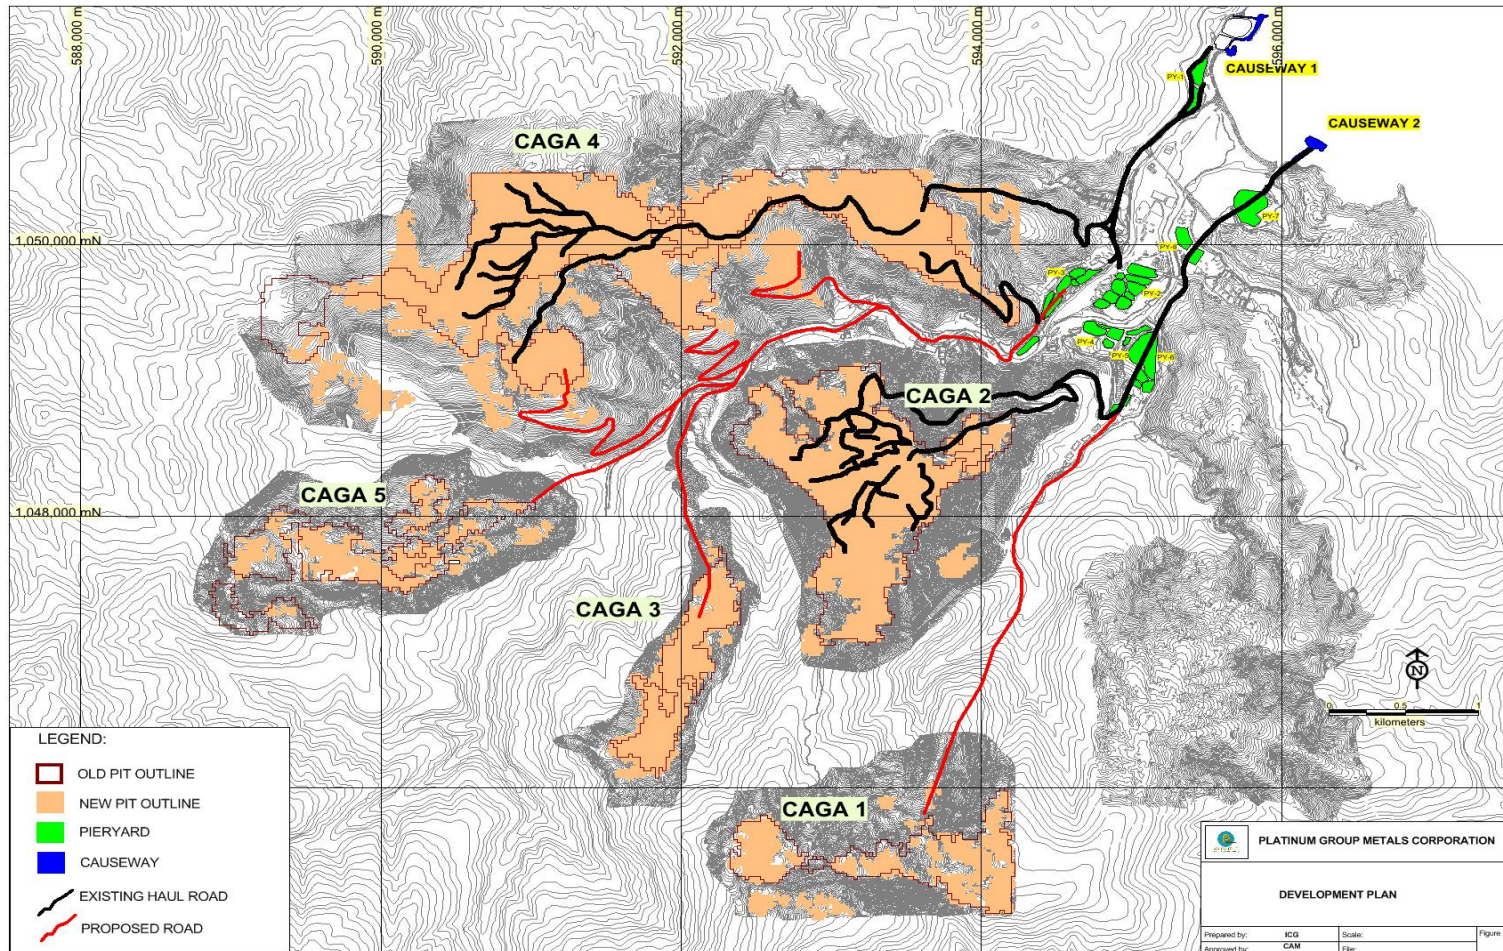 588,000 m
590,000 m
592,000 m
594,000 m
596,000 m
CAUSEWAY 1
PY-1
CAUSEWAY 2
CAGA 4
PY-7
1,050,000 mN
PY-8
PY-3
PY-2
PY-4
PY-5
PY-6
CAGA 2
CAGA 5
1,048,000 mN
CAGA 3
N
0 0.5 1
kilometers
CAGA 1
LEGEND:
OLD PIT OUTLINE
NEW PIT OUTLINE
PIERYARD
CAUSEWAY
EXISTING HAUL ROAD
PROPOSED ROAD
PLATINUM GROUP METALS CORPORATION
DEVELOPMENT PLAN
Prepared by: ICG Scale: Figure
Approved by: CAM File: